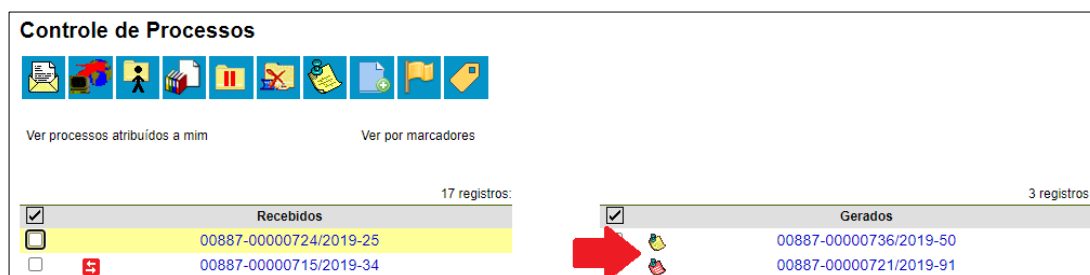 Controle de Processos
Ver processos atribuídos a mim
Ver por marcadores
17 registros:
3 registros
Recebidos
00887-00000724/2019-25
00887-00000715/2019-34
Gerados
00887-00000736/2019-50
00887-00000721/2019-91